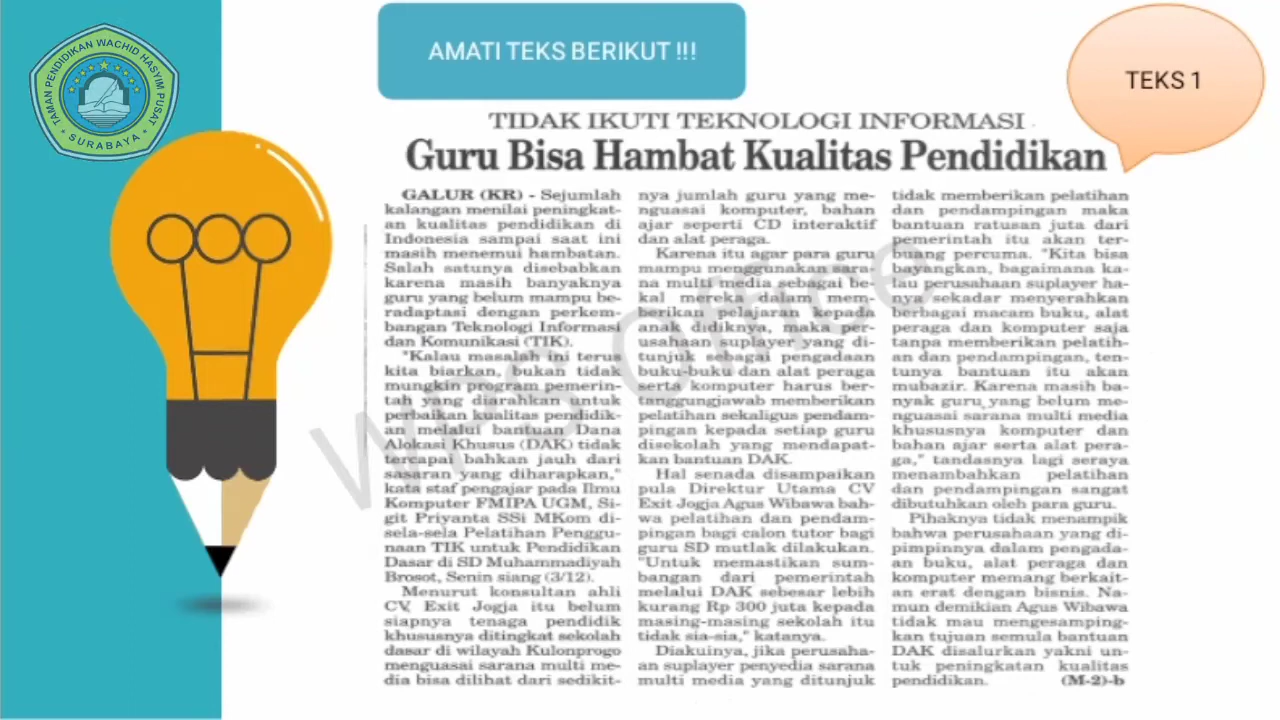 TAMAN PENDIDIKAN WACHID HASYIM PUSAT
* SURABAYA *
AMATI TEKS BERIKUT !!!
TEKS 1
TIDAK IKUTI TEKNOLOGI INFORMASI
Guru Bisa Hambat Kualitas Pendidikan
GALUR (KR) - Sejumlah
kalangan menilai peningkat-
an kualitas pendidikan di
Indonesia sampai saat ini
masih menemui hambatan.
Salah satunya disebabkan
karena masih banyaknya
guru yang belum mampu be-
radaptasi dengan perkem-
bangan Teknologi Informasi
dan Komunikasi (TIK).
"Kalau masalah ini terus
kita biarkan, bukan tidak
mungkin program pemerin-
tah yang diarahkan untuk
perbaikan kualitas pendidik-
an melalui bantuan Dana
Alokasi Khusus (DAK) tidak
tercapai bahkan jauh dari
sasaran yang diharapkan,"
kata staf pengajar pada Ilmu
Komputer FMIPA UGM, Si-
git Priyanta SSi MKom di-
sela-sela Pelatihan Penggu-
naan TIK untuk Pendidikan
Dasar di SD Muhammadiyah
Brosot, Senin siang (3/12).
Menurut konsultan ahli
CV, Exit Jogja itu belum
siapnya tenaga pendidik
khususnya ditingkat sekolah
dasar di wilayah Kulonprogo
menguasai sarana multi me-
dia bisa dilihat dari sedikit-
nya jumlah guru yang me-
nguasai komputer, bahan
ajar seperti CD interaktif
dan alat peraga.
Karena itu agar para guru
mampu menggunakan sara-
na multi media sebagai be-
kal mereka dalam mem-
berikan pelajaran kepada
anak didiknya, maka per-
usahaan suplayer yang di-
tunjuk sebagai pengadaan
buku-buku dan alat peraga
serta komputer harus ber-
tanggungjawab memberikan
pelatihan sekaligus pendam-
pingan kepada setiap guru
disekolah yang mendapat-
kan bantuan DAK.
Hal senada disampaikan
pula Direktur Utama CV
Exit Jogja Agus Wibawa bah-
wa pelatihan dan pendam-
pingan bagi calon tutor bagi
guru SD mutlak dilakukan.
"Untuk memastikan sum-
bangan dari pemerintah
melalui DAK sebesar lebih
kurang Rp 300 juta kepada
masing-masing sekolah itu
tidak sia-sia," katanya.
Diakuinya, jika perusaha-
an suplayer penyedia sarana
multi media yang ditunjuk
tidak memberikan pelatihan
dan pendampingan maka
bantuan ratusan juta dari
pemerintah itu akan ter-
buang percuma. "Kita bisa
bayangkan, bagaimana ka-
lau perusahaan suplayer ha-
nya sekadar menyerahkan
berbagai macam buku, alat
peraga dan komputer saja
tanpa memberikan pelatih-
an dan pendampingan, ten-
tunya bantuan itu akan
mubazir. Karena masih ba-
nyak guru yang belum me-
nguasai sarana multi media
khususnya komputer dan
bahan ajar serta alat pera-
ga," tandasnya lagi seraya
menambahkan pelatihan
dan pendampingan sangat
dibutuhkan oleh para guru.
Pihaknya tidak menampik
bahwa perusahaan yang di-
pimpinnya dalam pengada-
an buku, alat peraga dan
komputer memang berkait-
an erat dengan bisnis. Na-
mun demikian Agus Wibawa
tidak mau mengesamping-
kan tujuan semula bantuan
DAK disalurkan yakni un-
tuk peningkatan kualitas
pendidikan. (M-2)-b
WPS Office